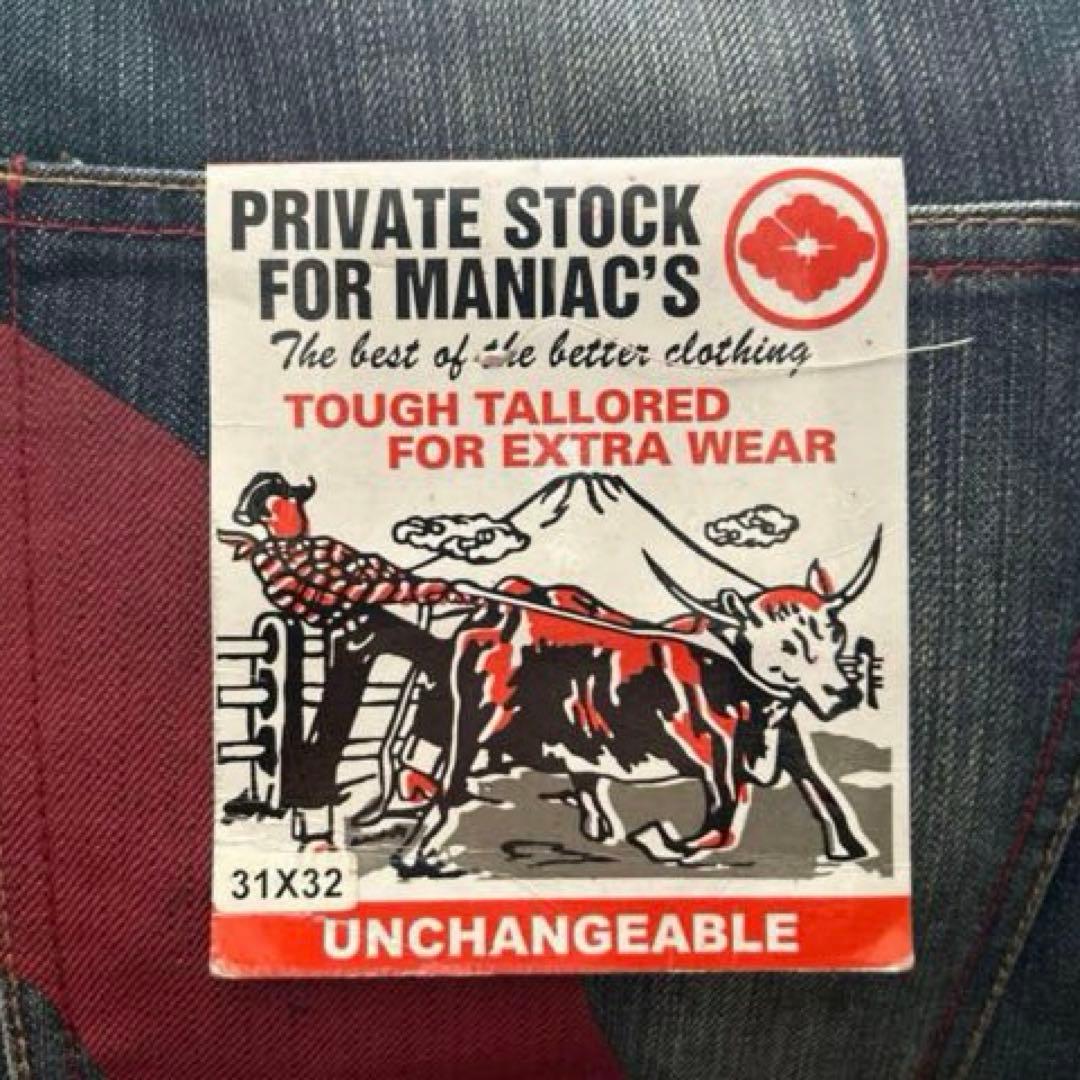 PRIVATE STOCK
FOR MANIAC'S
The best of the better clothing
TOUGH TALLORED
FOR EXTRA WEAR
31X32
UNCHANGEABLE